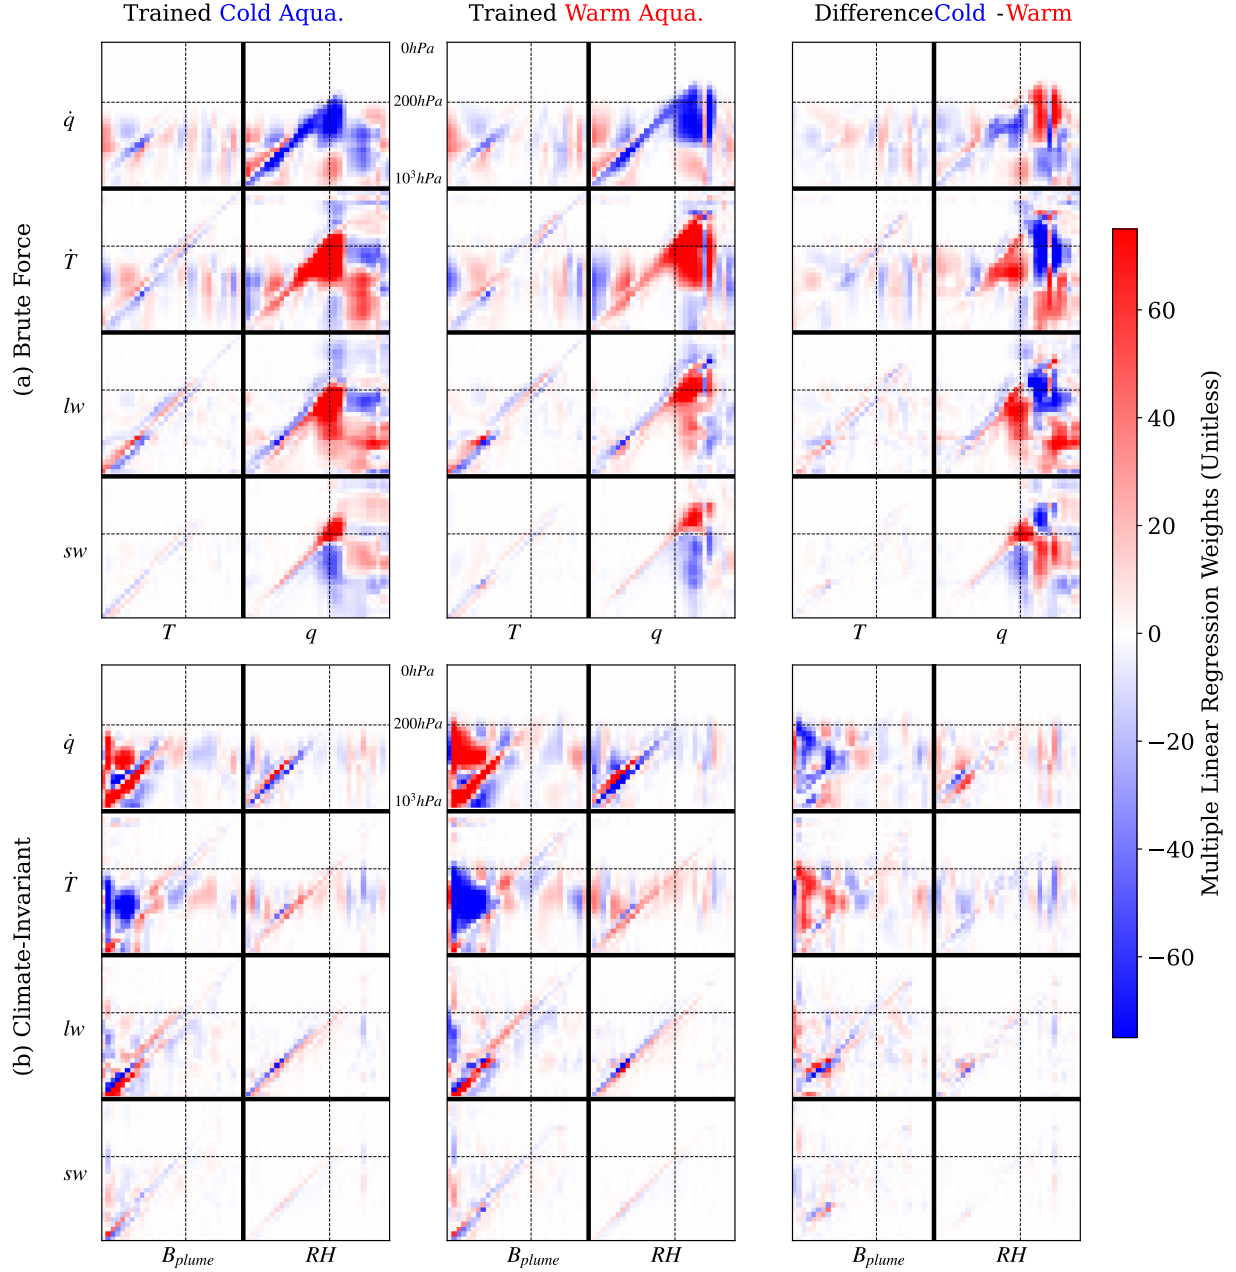 Trained Cold Aqua.
Trained Warm Aqua.
DifferenceCold -Warm
(a) Brute Force
q̇
Ṫ
lw
sw
0hPa
200hPa
10³hPa
T
q
T
q
T
q
(b) Climate-Invariant
q̇
Ṫ
lw
sw
0hPa
200hPa
10³hPa
B_plume
RH
B_plume
RH
B_plume
RH
60
40
20
0
−20
−40
−60
Multiple Linear Regression Weights (Unitless)